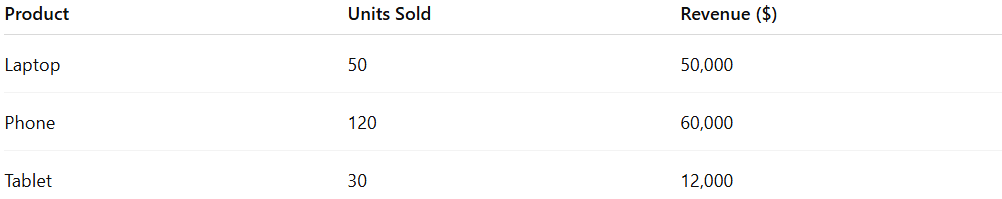 Product Units Sold Revenue ($)
Laptop 50 50,000
Phone 120 60,000
Tablet 30 12,000